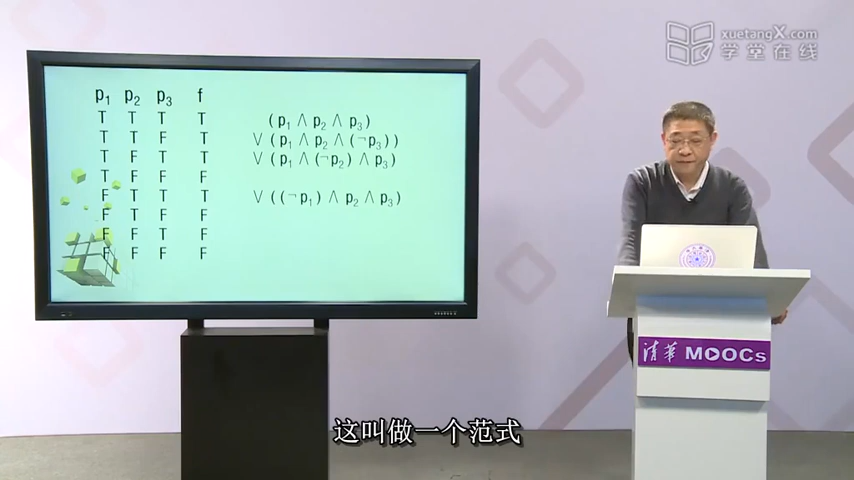 xuetangX.com
学堂在线
p₁ p₂ p₃ f
T T T T (p₁∧p₂∧p₃)
T T F T ∨(p₁∧p₂∧(¬p₃))
T F T T ∨(p₁∧(¬p₂)∧p₃)
T F F F
F T T T ∨((¬p₁)∧p₂∧p₃)
F T F F
F F T F
F F F F
清华 MOOCs
这叫做一个范式